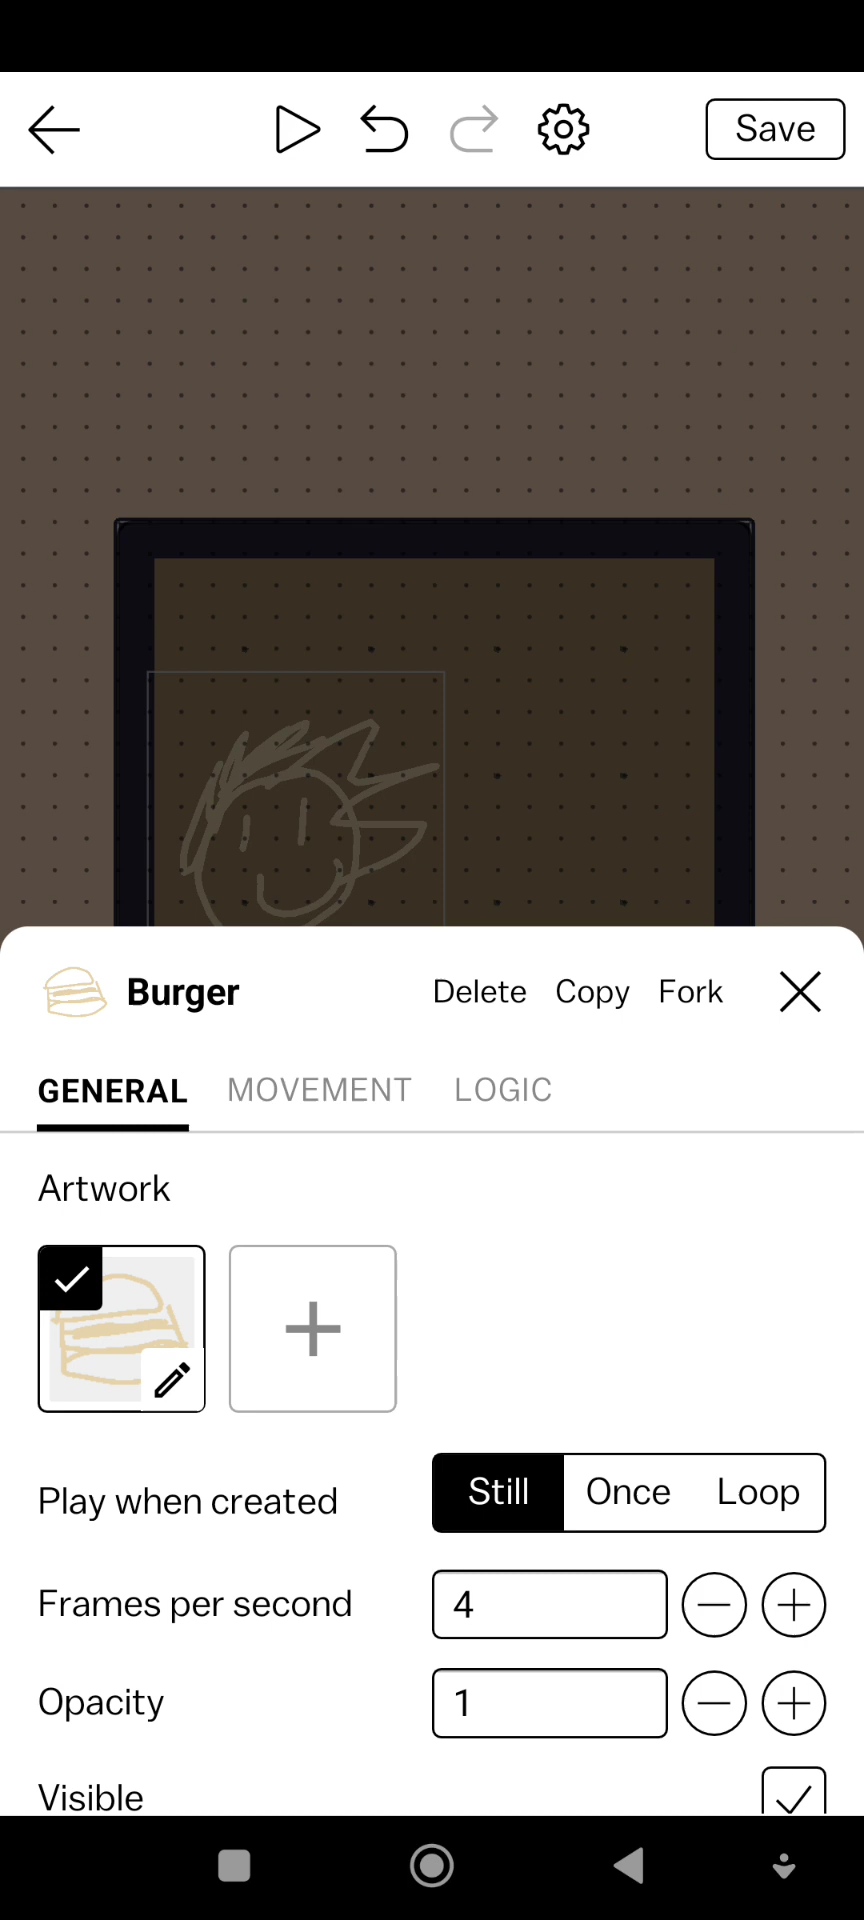 Save
Burger Delete Copy Fork
GENERAL MOVEMENT LOGIC
Artwork
Play when created Still Once Loop
Frames per second 4
Opacity 1
Visible